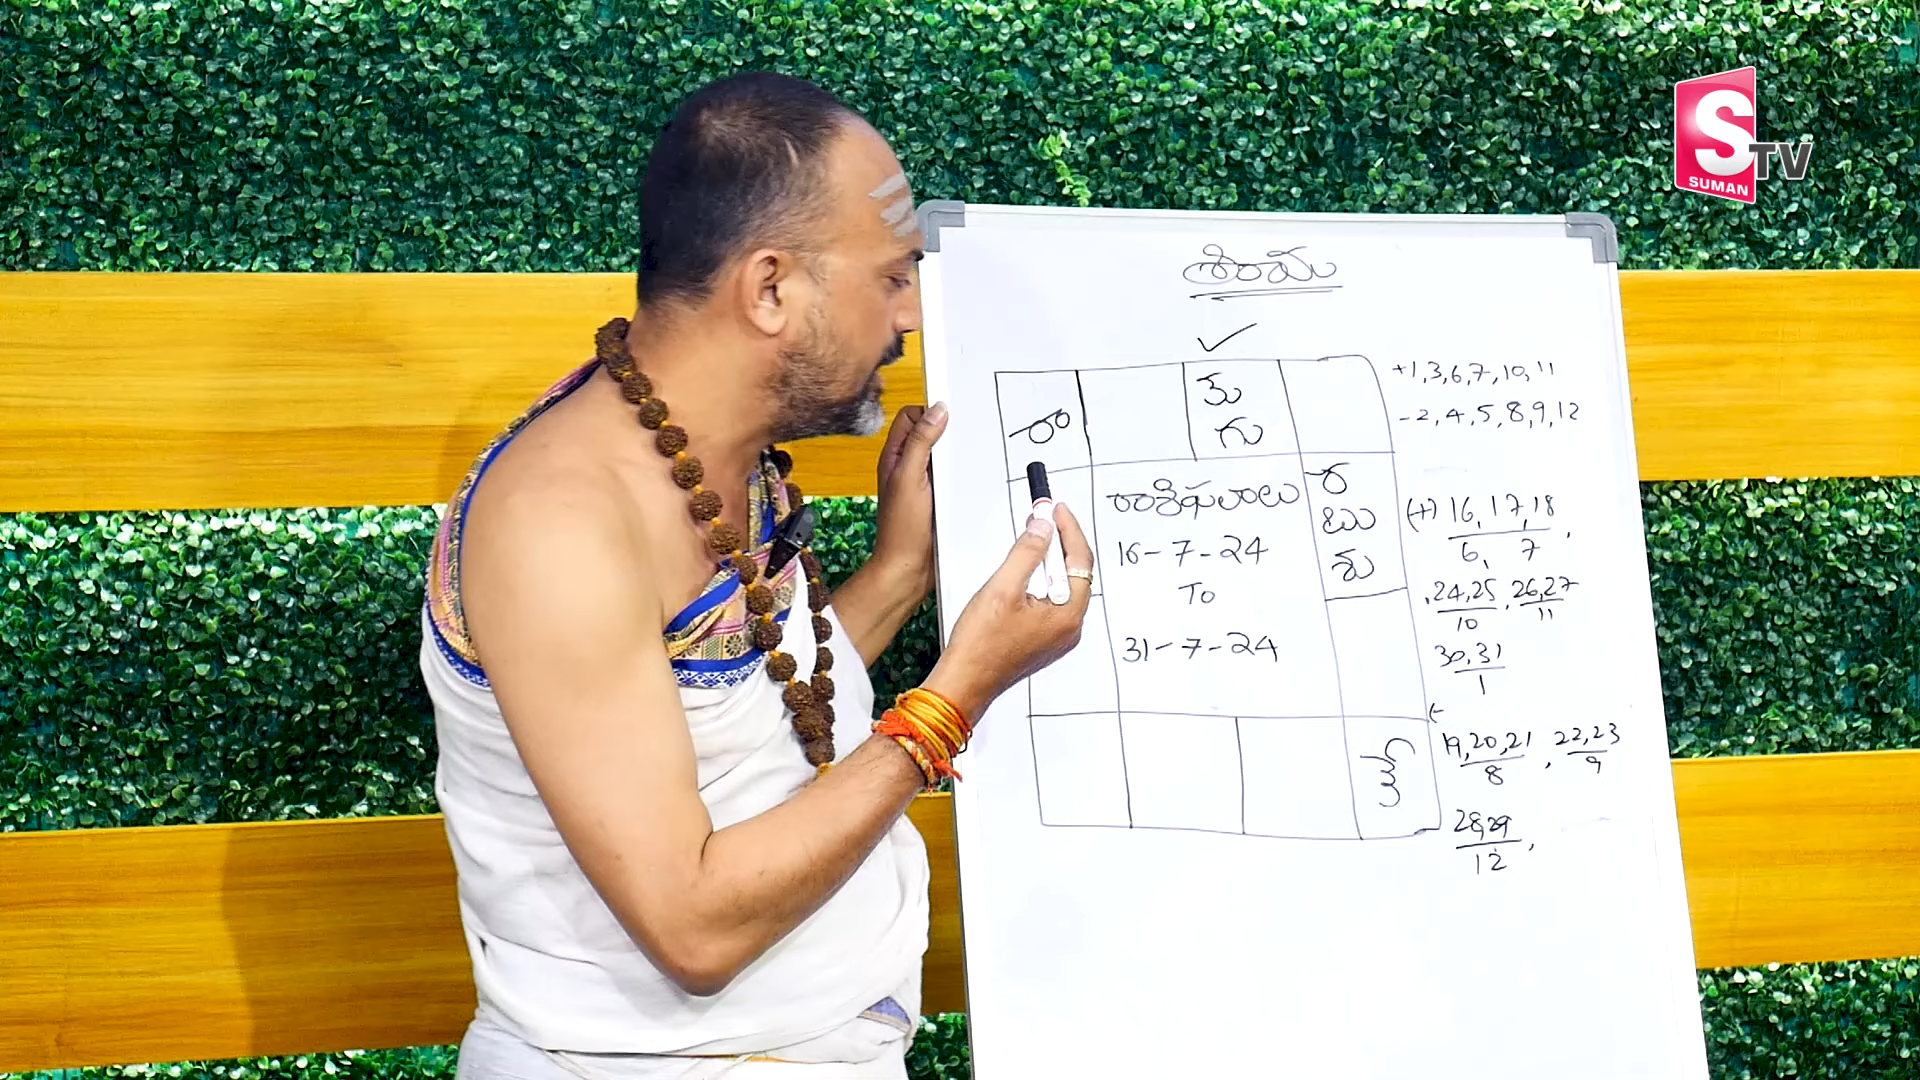 STV
SUMAN
శ్రీరామ
✓
రా
కు
గు
ర
బు
శు
కే
రాశిఫలాలు
16-7-24
To
31-7-24
+1,3,6,7,10,11
-2,4,5,8,9,12
(+) 16,17,18,
6, 7
,24,25, 26,27
10 11
30,31
1
(-
19,20,21, 22,23
8 9
28,29,
12